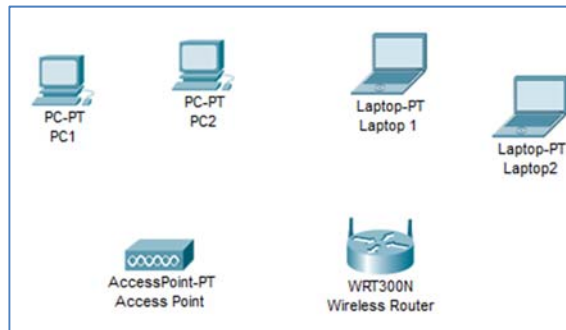 PC-PT
PC1
PC-PT
PC2
Laptop-PT
Laptop 1
Laptop-PT
Laptop2
AccessPoint-PT
Access Point
WRT300N
Wireless Router